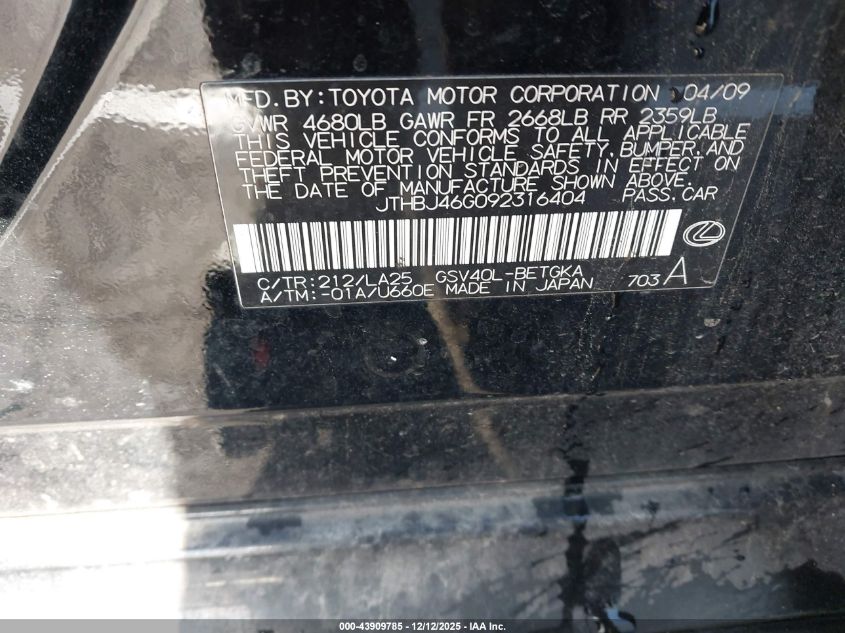 MFD. BY: TOYOTA MOTOR CORPORATION 04/09
GVWR 4680LB GAWR FR 2668LB RR 2359LB
THIS VEHICLE CONFORMS TO ALL APPLICABLE
FEDERAL MOTOR VEHICLE SAFETY, BUMPER, AND
THEFT PREVENTION STANDARDS IN EFFECT ON
THE DATE OF MANUFACTURE SHOWN ABOVE.
JTHBJ46G092316404 PASS. CAR
C/TR: 212/LA25 GSV40L-BETGKA 703 A
A/TM: -01A/U660E MADE IN JAPAN
000-43909785 - 12/12/2025 - IAA Inc.